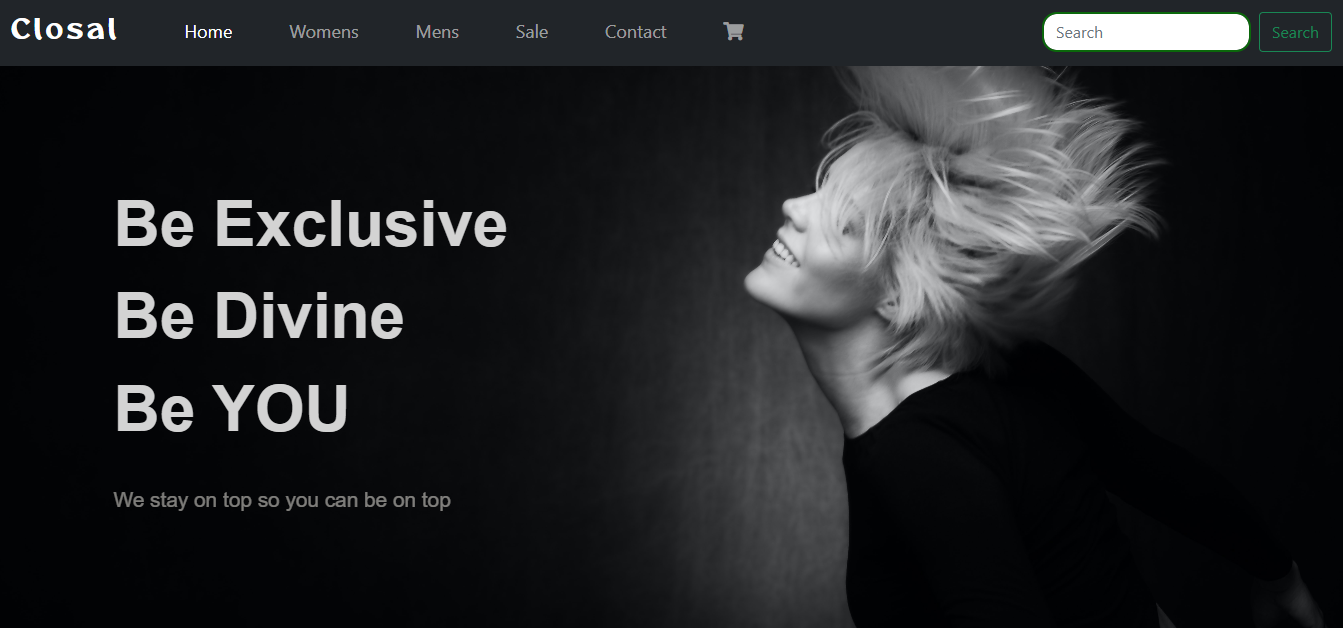 Closal Home Womens Mens Sale Contact Search Search
Be Exclusive
Be Divine
Be YOU
We stay on top so you can be on top